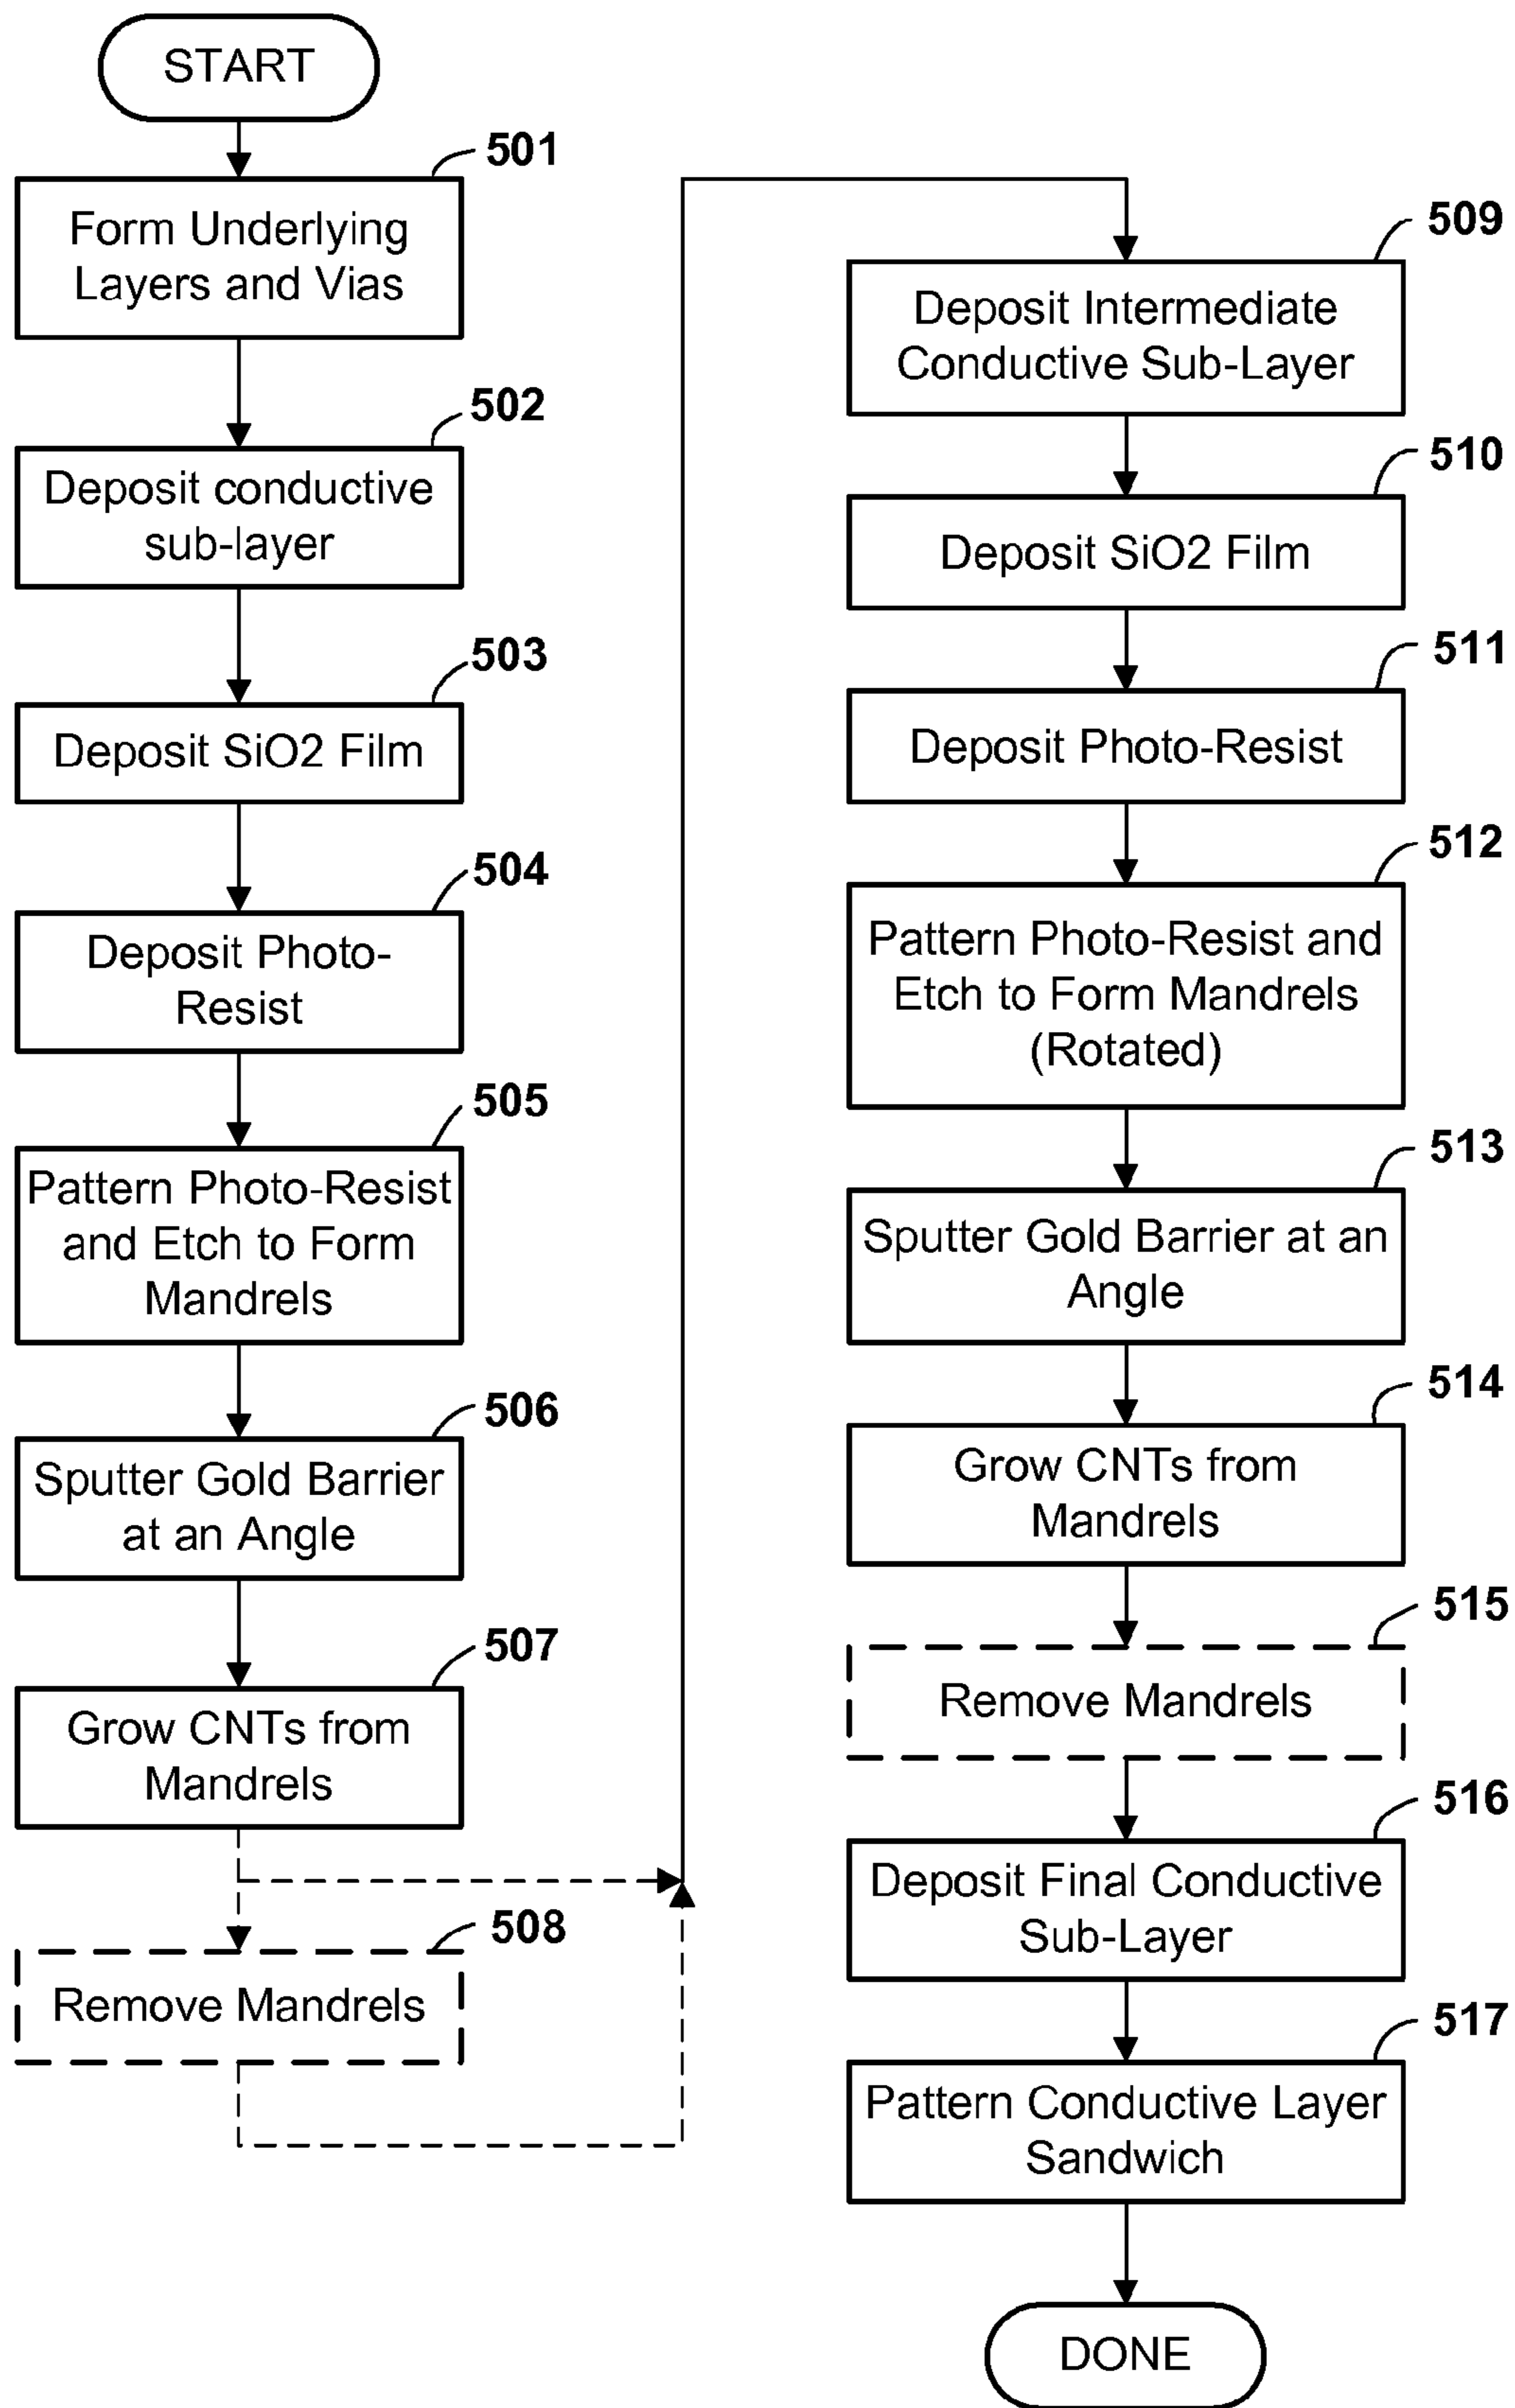 START
501
Form Underlying
Layers and Vias
502
Deposit conductive
sub-layer
503
Deposit SiO2 Film
504
Deposit Photo-
Resist
505
Pattern Photo-Resist
and Etch to Form
Mandrels
506
Sputter Gold Barrier
at an Angle
507
Grow CNTs from
Mandrels
508
Remove Mandrels
509
Deposit Intermediate
Conductive Sub-Layer
510
Deposit SiO2 Film
511
Deposit Photo-Resist
512
Pattern Photo-Resist and
Etch to Form Mandrels
(Rotated)
513
Sputter Gold Barrier at an
Angle
514
Grow CNTs from
Mandrels
515
Remove Mandrels
516
Deposit Final Conductive
Sub-Layer
517
Pattern Conductive Layer
Sandwich
DONE